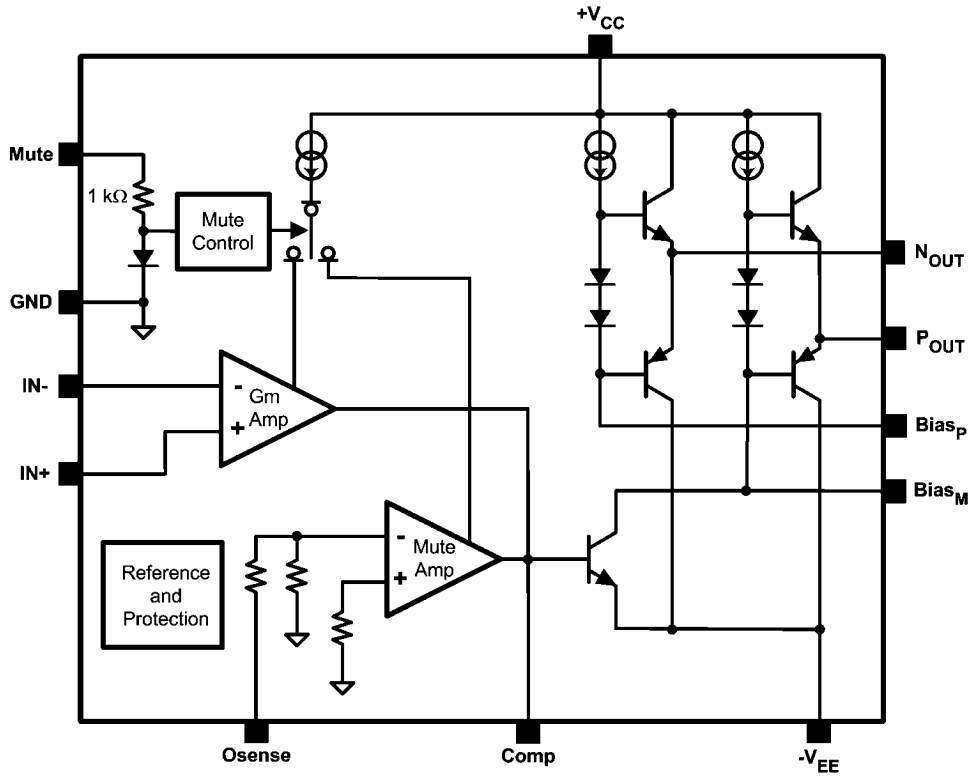 +VCC
Mute
1 kΩ
Mute
Control
GND
IN-
IN+
-
Gm
Amp
+
NOUT
POUT
BiasP
BiasM
-
Mute
Amp
+
Reference
and
Protection
Osense
Comp
-VEE